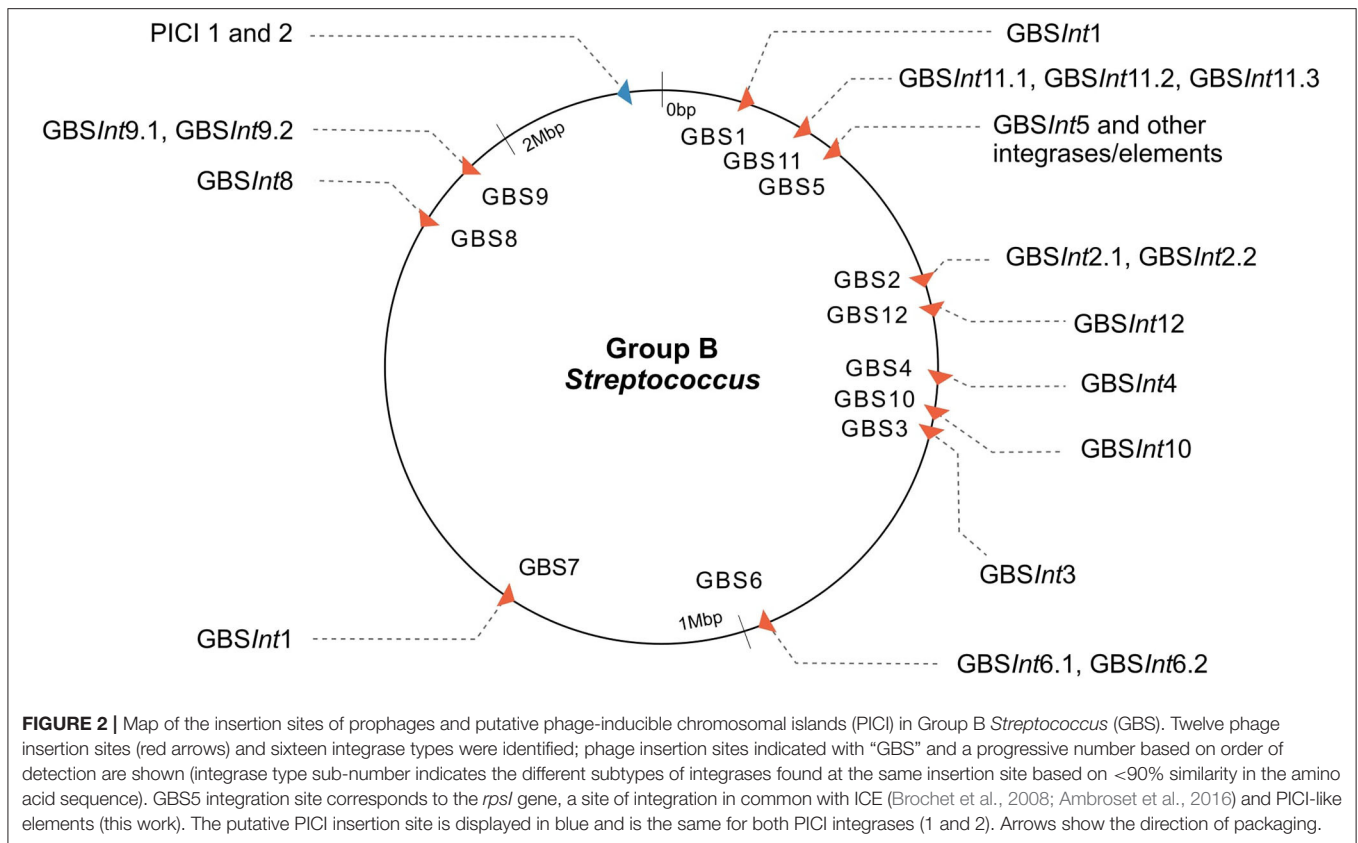 PICI 1 and 2
GBSInt1
GBSInt11.1, GBSInt11.2, GBSInt11.3
GBSInt9.1, GBSInt9.2
GBSInt5 and other
integrases/elements
GBSInt8
0bp
2Mbp
GBS1
GBS11
GBS5
GBS9
GBS8
GBS2
GBSInt2.1, GBSInt2.2
GBS12
GBSInt12
Group B
Streptococcus
GBS4
GBSInt4
GBS10
GBS3
GBSInt10
GBSInt3
GBS7
GBS6
1Mbp
GBSInt1
GBSInt6.1, GBSInt6.2
FIGURE 2 | Map of the insertion sites of prophages and putative phage-inducible chromosomal islands (PICI) in Group B Streptococcus (GBS). Twelve phage
insertion sites (red arrows) and sixteen integrase types were identified; phage insertion sites indicated with “GBS” and a progressive number based on order of
detection are shown (integrase type sub-number indicates the different subtypes of integrases found at the same insertion site based on <90% similarity in the amino
acid sequence). GBS5 integration site corresponds to the rpsI gene, a site of integration in common with ICE (Brochet et al., 2008; Ambroset et al., 2016) and PICI-like
elements (this work). The putative PICI insertion site is displayed in blue and is the same for both PICI integrases (1 and 2). Arrows show the direction of packaging.